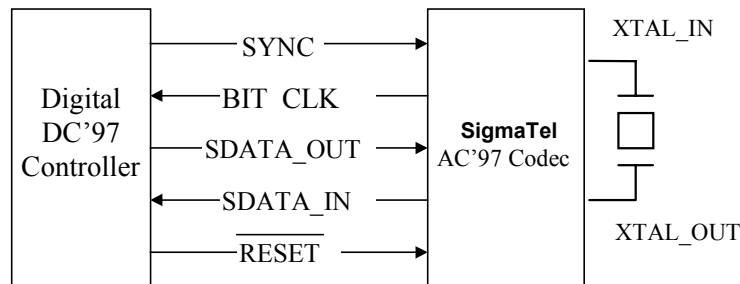 Digital
DC'97
Controller
SYNC
BIT CLK
SDATA_OUT
SDATA_IN
RESET
SigmaTel
AC'97 Codec
XTAL_IN
XTAL_OUT